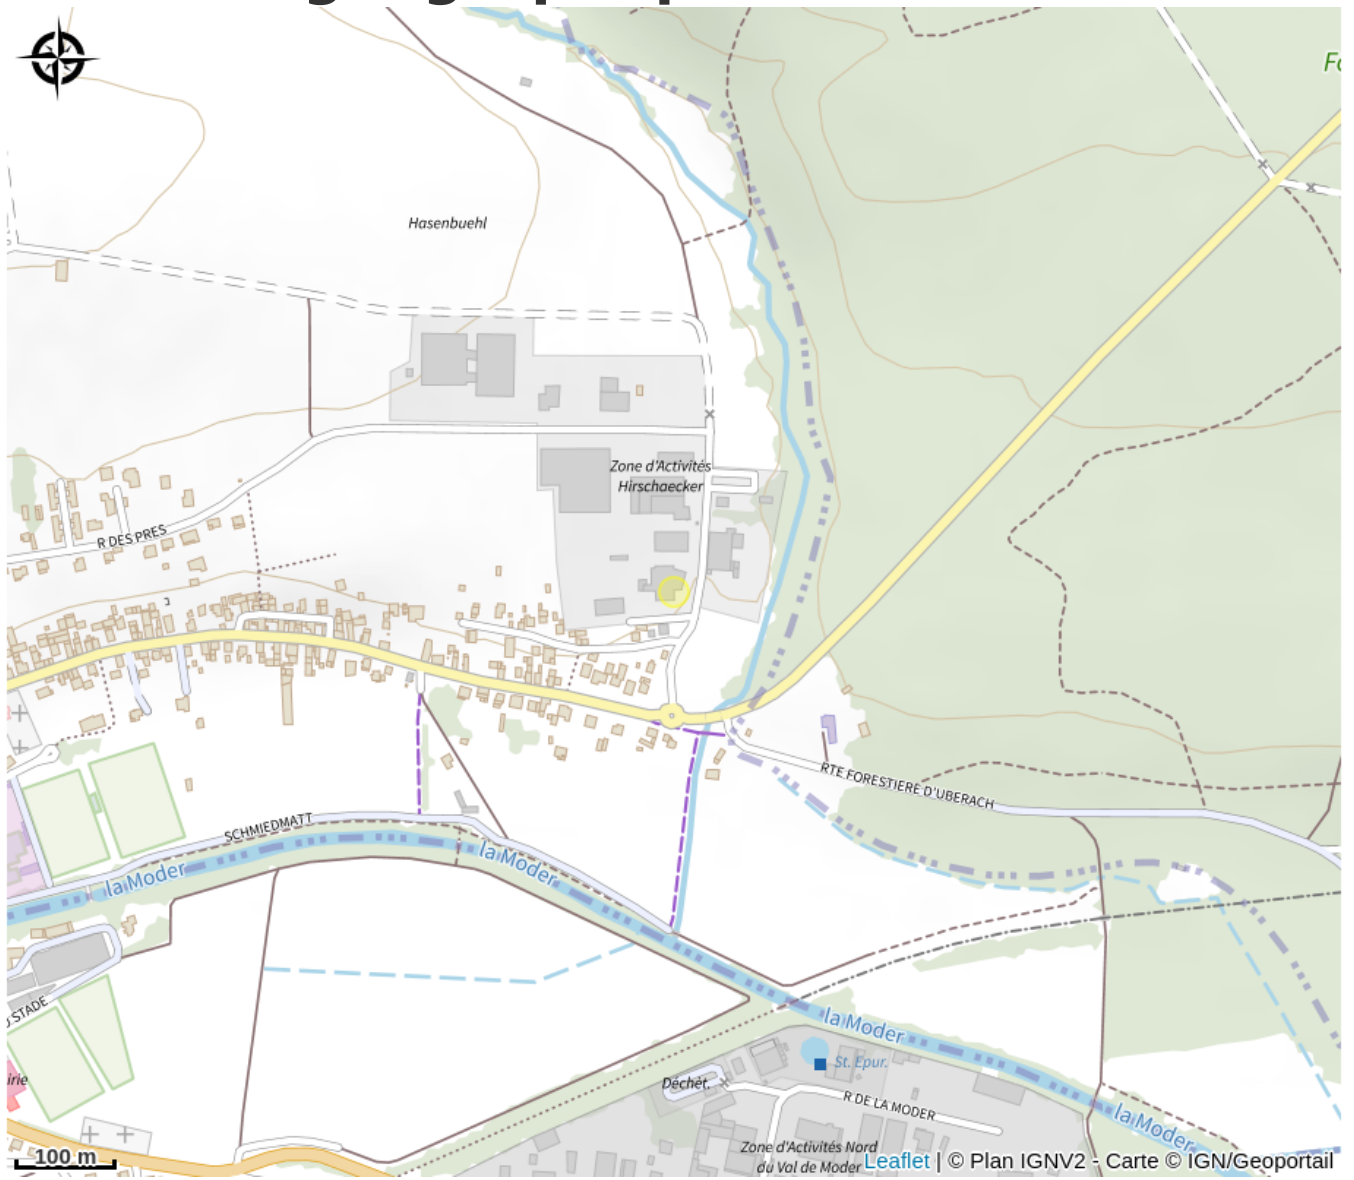 Hasenbuehl
Zone d'Activités
Hirschaecker
R DES PRES
RTE FORESTIERE D'UBERACH
SCHMIEDMATT
la Moder
la Moder
STADE
la Moder
St. Epur.
Déchèt.
R DE LA MODER
la Moder
Zone d'Activités Nord
du Val de Moder
100 m
Leaflet | © Plan IGNV2 - Carte © IGN/Geoportail